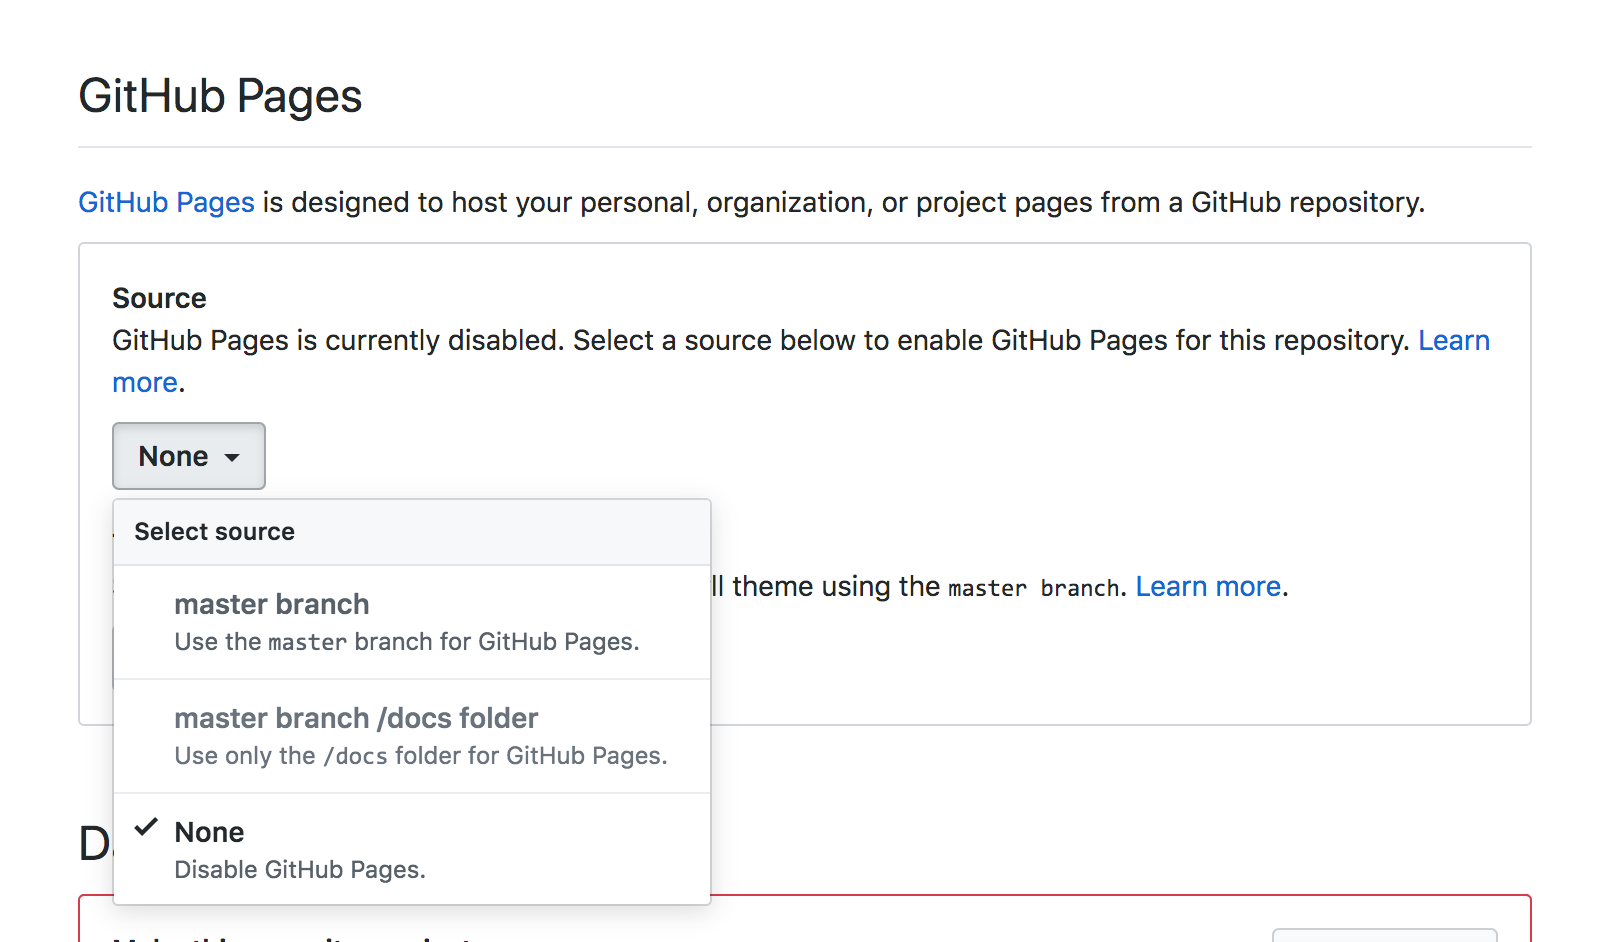 GitHub Pages
GitHub Pages is designed to host your personal, organization, or project pages from a GitHub repository.
Source
GitHub Pages is currently disabled. Select a source below to enable GitHub Pages for this repository. Learn
more.
None
Select source
master branch
Use the master branch for GitHub Pages.
ll theme using the master branch. Learn more.
master branch /docs folder
Use only the /docs folder for GitHub Pages.
None
Disable GitHub Pages.
D